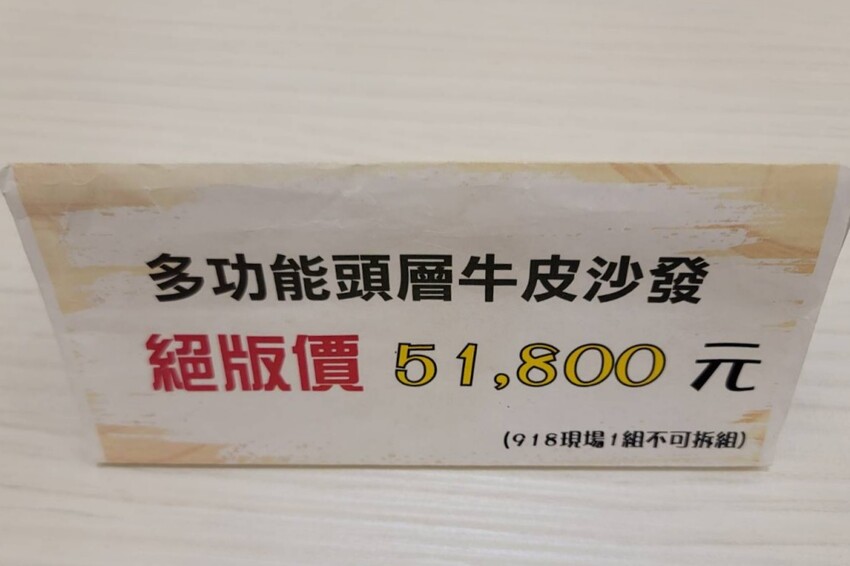 多功能頭層牛皮沙發
絕版價 51,800 元
(918現場1組不可拆組)